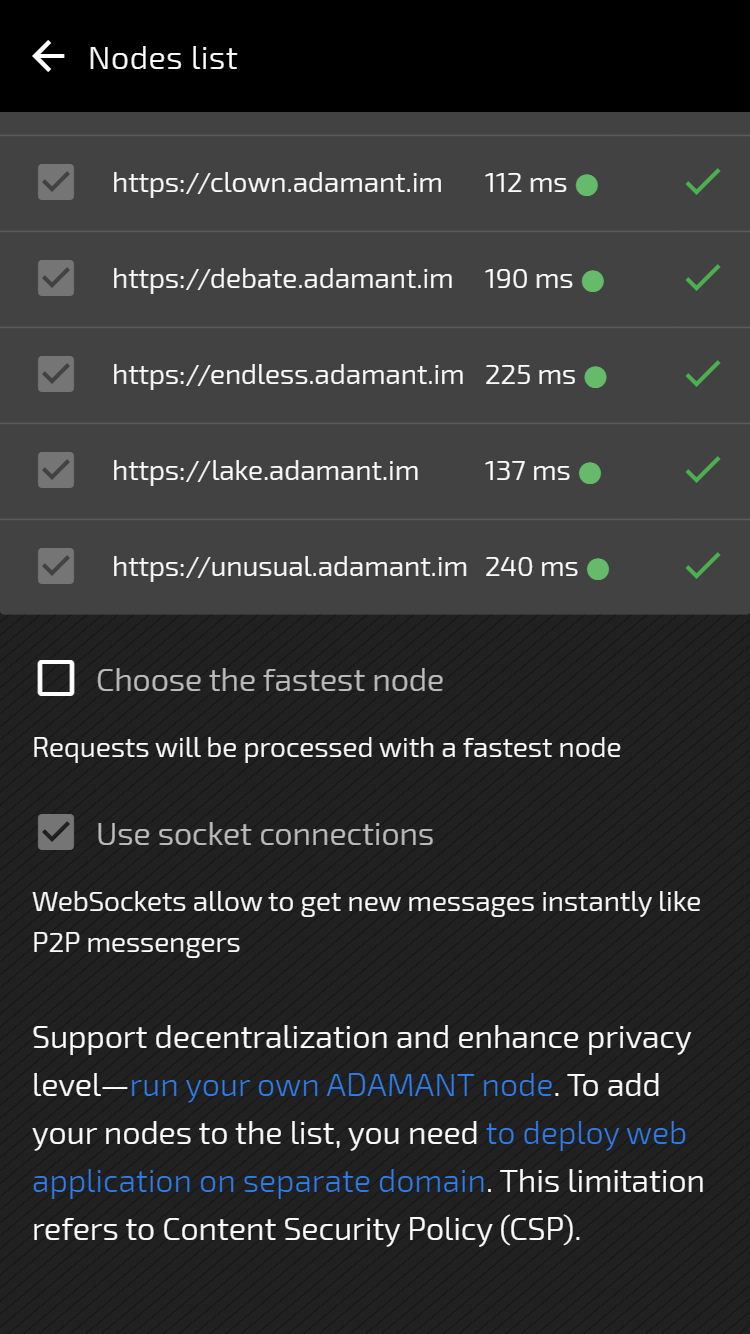 Nodes list
https://clown.adamant.im 112 ms
https://debate.adamant.im 190 ms
https://endless.adamant.im 225 ms
https://lake.adamant.im 137 ms
https://unusual.adamant.im 240 ms
Choose the fastest node
Requests will be processed with a fastest node
Use socket connections
WebSockets allow to get new messages instantly like
P2P messengers
Support decentralization and enhance privacy
level—run your own ADAMANT node. To add
your nodes to the list, you need to deploy web
application on separate domain. This limitation
refers to Content Security Policy (CSP).